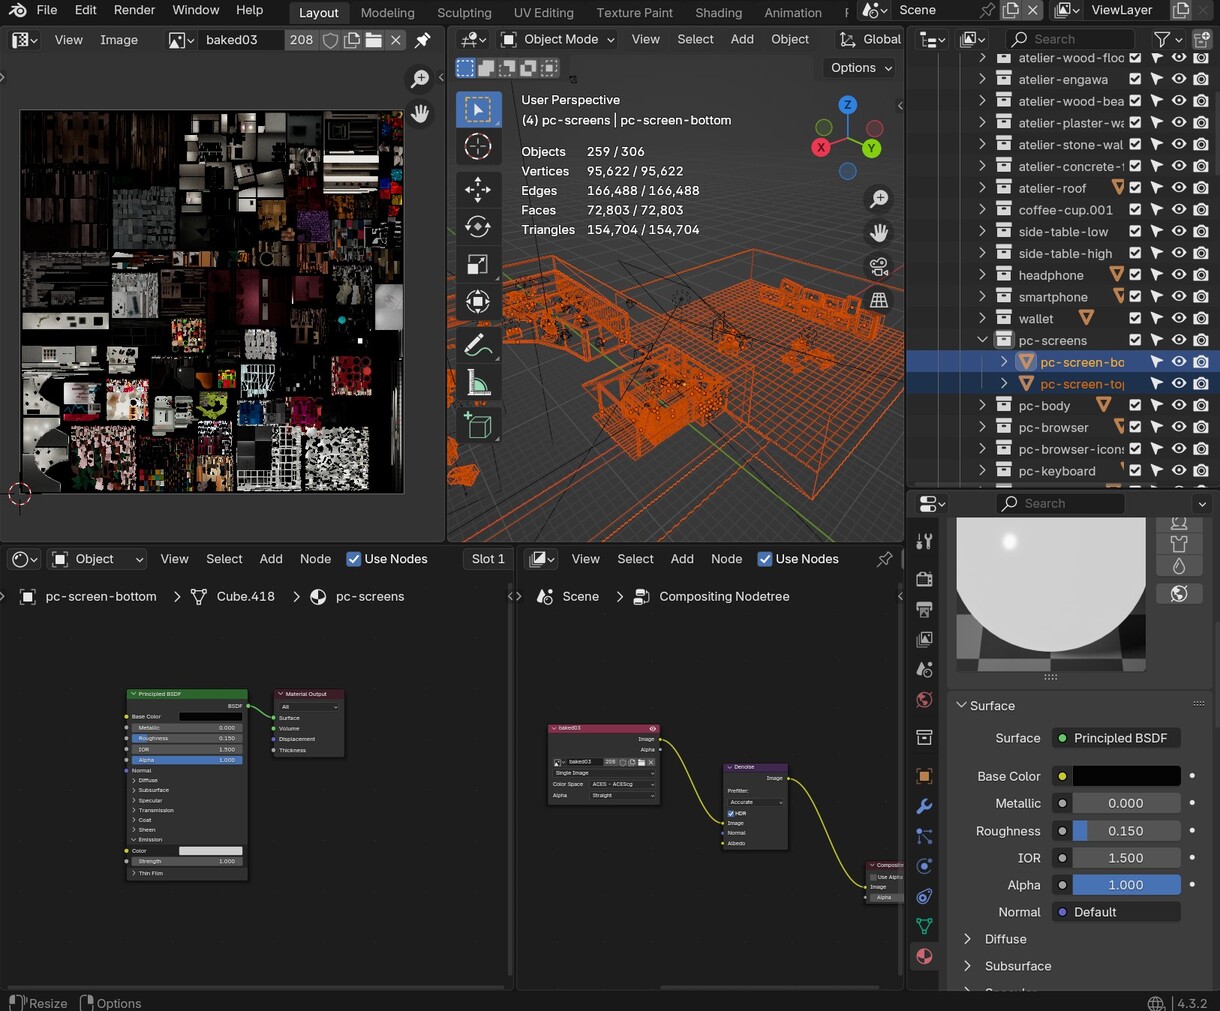 File Edit Render Window Help Layout Modeling Sculpting UV Editing Texture Paint Shading Animation Scene ViewLayer
View Image baked03 208
Object Mode View Select Add Object Global
Options
User Perspective
(4) pc-screens | pc-screen-bottom
Objects 259 / 306
Vertices 95,622 / 95,622
Edges 166,488 / 166,488
Faces 72,803 / 72,803
Triangles 154,704 / 154,704
Z
X
Y
Search
atelier-wood-floo
atelier-engawa
atelier-wood-bea
atelier-plaster-wa
atelier-stone-wal
atelier-concrete-
atelier-roof
coffee-cup.001
side-table-low
side-table-high
headphone
smartphone
wallet
pc-screens
pc-screen-bo
pc-screen-top
pc-body
pc-browser
pc-browser-icons
pc-keyboard
Object View Select Add Node Use Nodes Slot 1
pc-screen-bottom > Cube.418 > pc-screens
Principled BSDF
BSDF
Base Color
Metallic 0.000
Roughness 0.150
IOR 1.500
Alpha 1.000
Normal
Diffuse
Subsurface
Specular
Transmission
Coat
Sheen
Emission
Color
Strength 1.000
Thin Film
Material Output
All
Surface
Volume
Displacement
Thickness
View Select Add Node Use Nodes
Scene > Compositing Nodetree
baked03
Image
Alpha
baked03 208
Single Image
Color Space ACES - ACEScg
Alpha Straight
Denoise
Image
Prefilter:
Accurate
HDR
Image
Normal
Albedo
Composite
Use Alpha
Image
Alpha
Search
Surface
Surface Principled BSDF
Base Color
Metallic 0.000
Roughness 0.150
IOR 1.500
Alpha 1.000
Normal Default
Diffuse
Subsurface
Resize Options
4.3.2